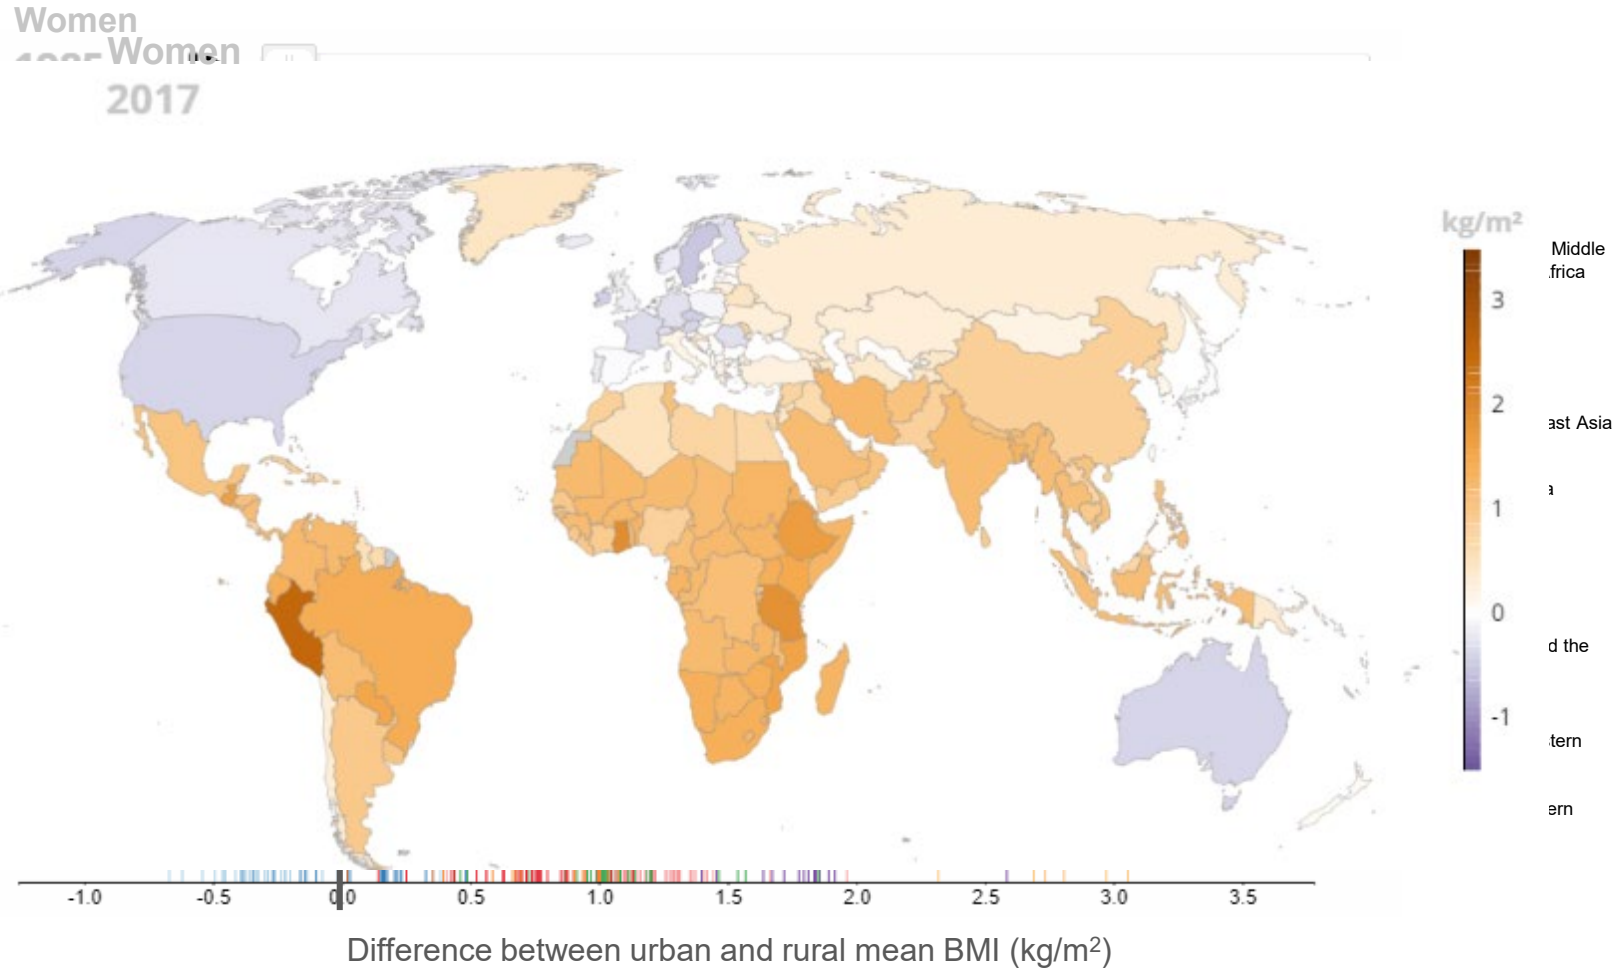 Women
Women
2017
kg/m²
3
2
1
0
-1
Middle
frica
ast Asia
a
d the
tern
ern
-1.0 -0.5 0.0 0.5 1.0 1.5 2.0 2.5 3.0 3.5
Difference between urban and rural mean BMI (kg/m²)